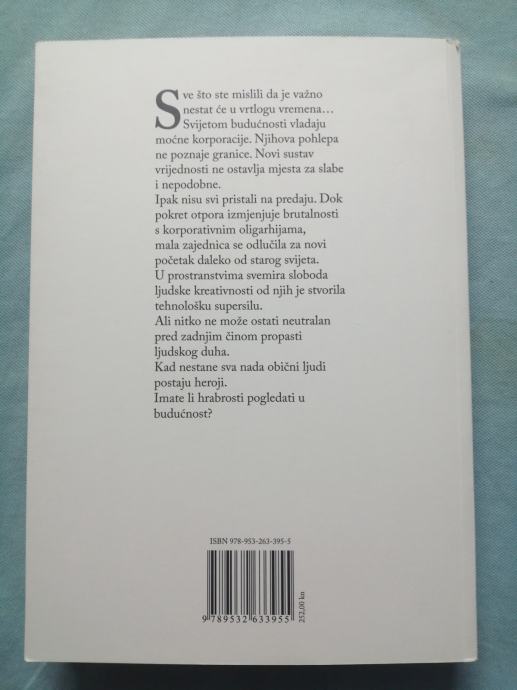 Sve što ste mislili da je važno
nestat će u vrtlogu vremena…
Svijetom budućnosti vladaju
moćne korporacije. Njihova pohlepa
ne poznaje granice. Novi sustav
vrijednosti ne ostavlja mjesta za slabe
i nepodobne.
Ipak nisu svi pristali na predaju. Dok
pokret otpora izmjenjuje brutalnosti
s korporativnim oligarhijama,
mala zajednica se odlučila za novi
početak daleko od starog svijeta.
U prostranstvima svemira sloboda
ljudske kreativnosti od njih je stvorila
tehnološku supersilu.
Ali nitko ne može ostati neutralan
pred zadnjim činom propasti
ljudskog duha.
Kad nestane sva nada obični ljudi
postaju heroji.
Imate li hrabrosti pogledati u
budućnost?
ISBN 978-953-263-395-5
9 789532 633955
252,00 kn